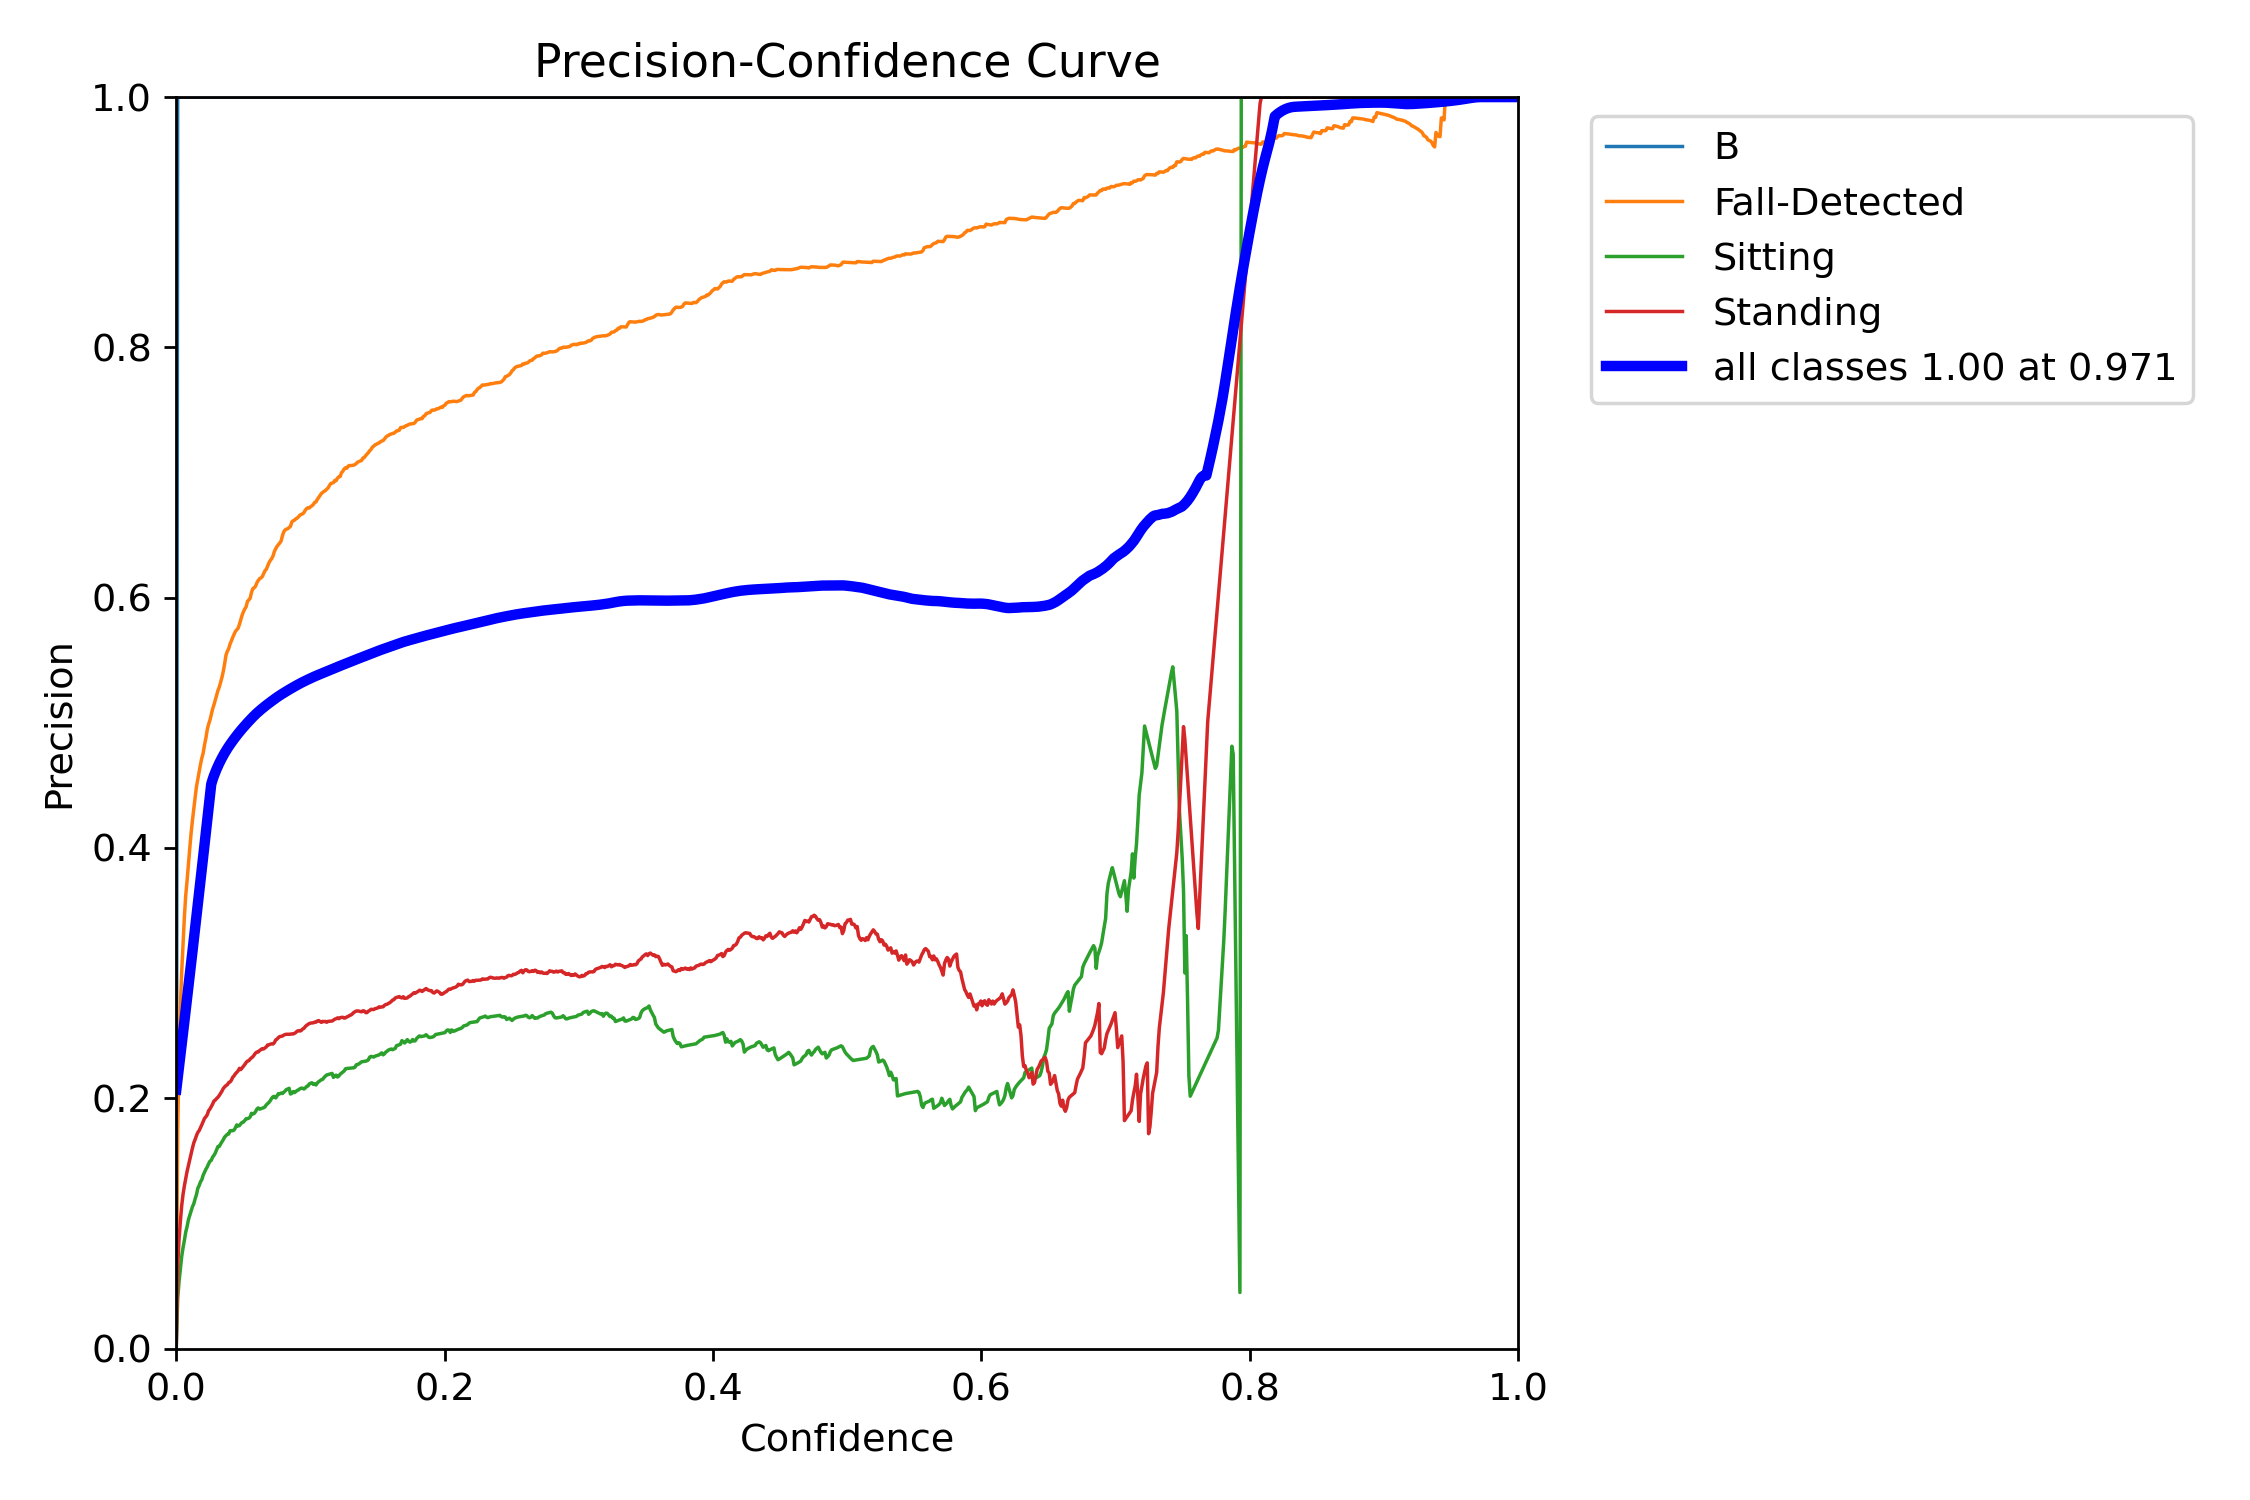 Precision-Confidence Curve
1.0
0.8
0.6
0.4
0.2
0.0
Precision
0.0 0.2 0.4 0.6 0.8 1.0
Confidence
B
Fall-Detected
Sitting
Standing
all classes 1.00 at 0.971